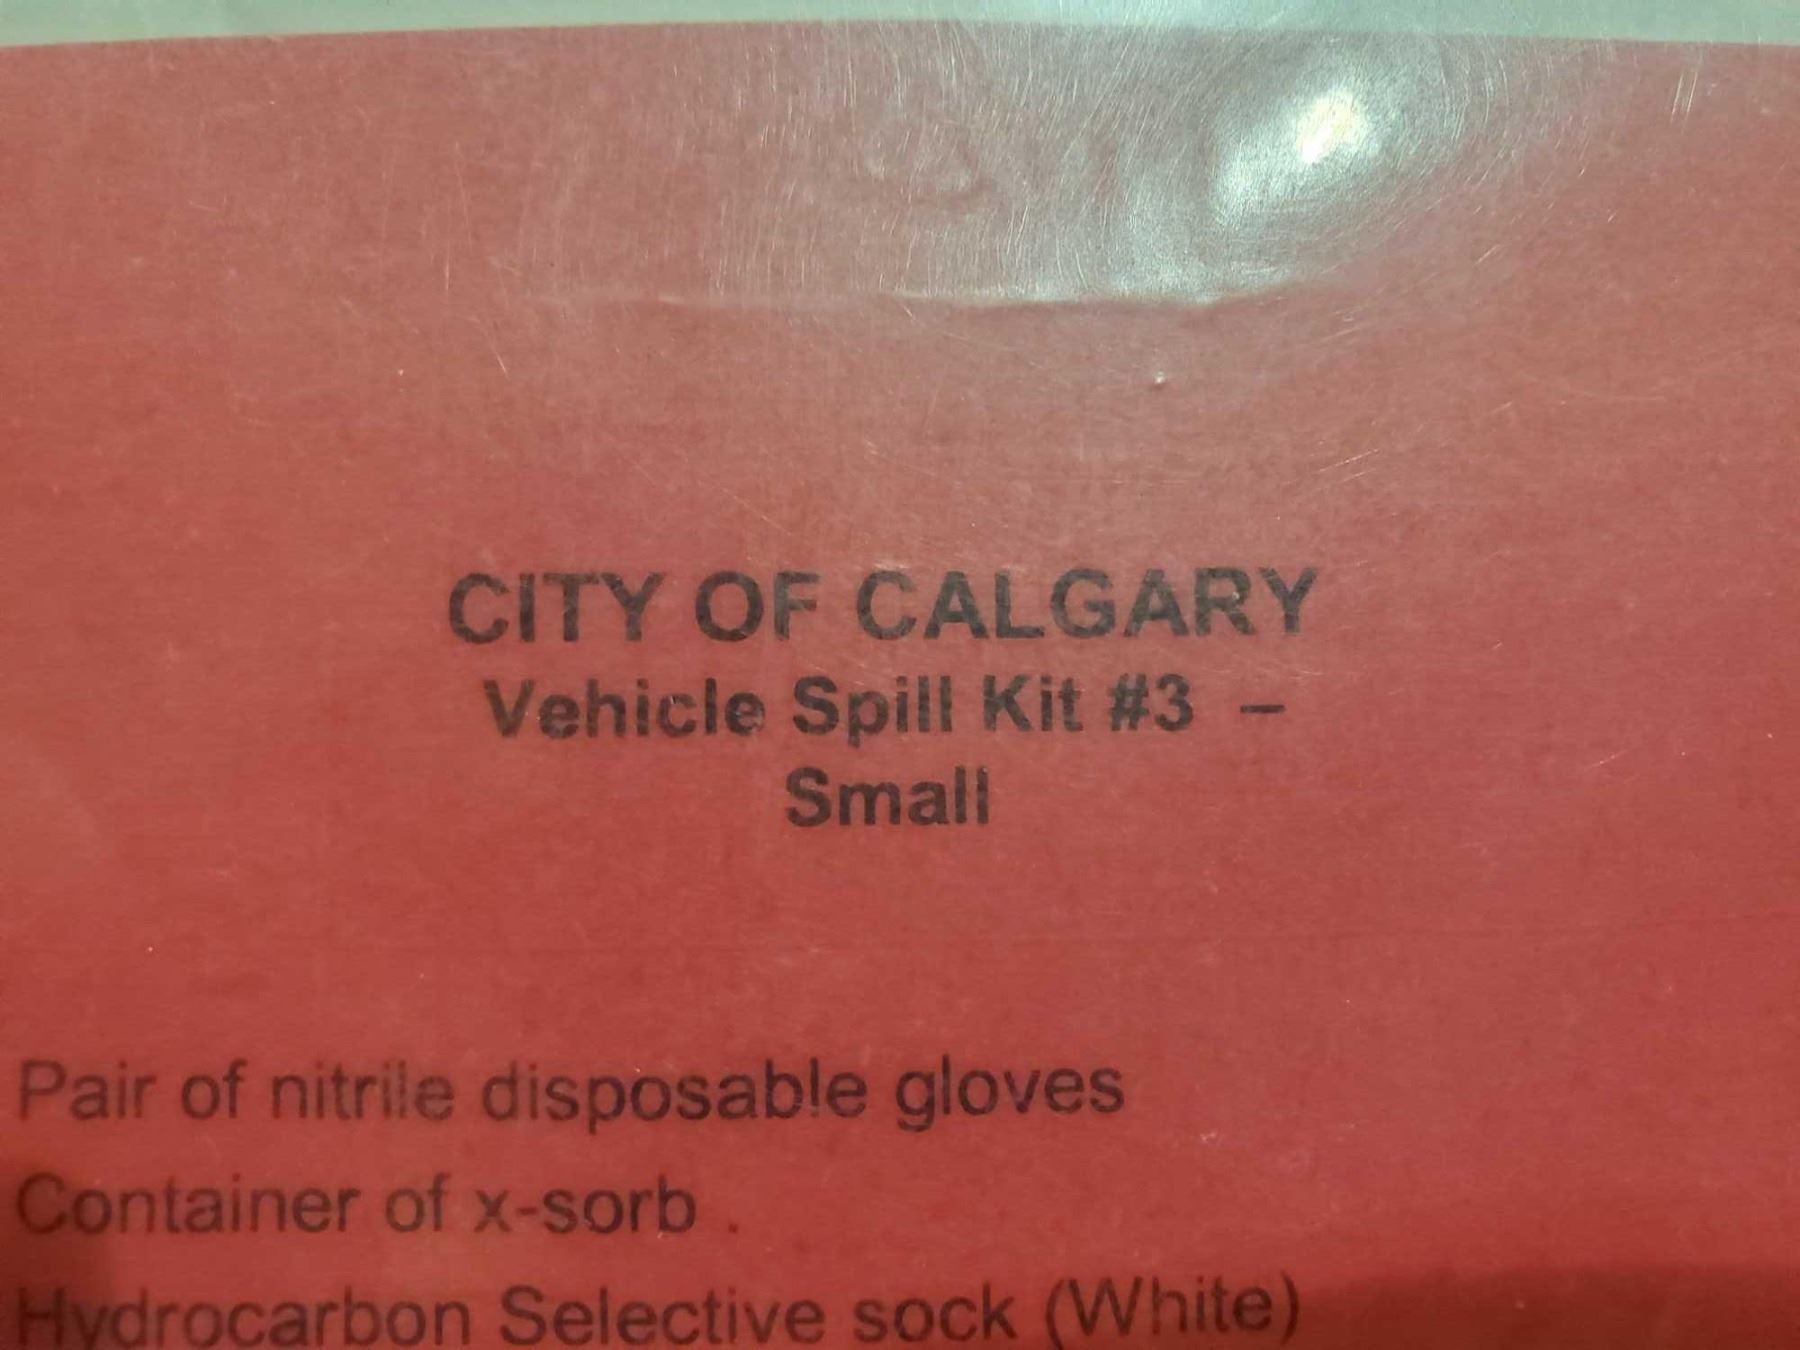 CITY OF CALGARY
Vehicle Spill Kit #3 –
Small
Pair of nitrile disposable gloves
Container of x-sorb .
Hydrocarbon Selective sock (White)